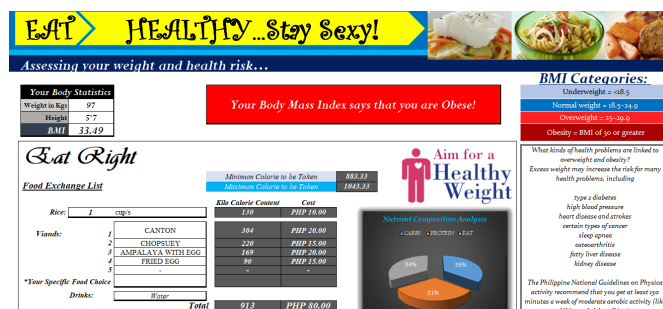 EAT HEALTHY...Stay Sexy!
Assessing your weight and health risk...
BMI Categories:
Your Body Statistics
Weight in Kgs 97
Height 5'7
BMI 33.49
Your Body Mass Index says that you are Obese!
Underweight = <18.5
Normal weight = 18.5-24.9
Overweight = 25-29.9
Obesity = BMI of 30 or greater
Eat Right
Food Exchange List
Minimum Calorie to be Taken 883.33
Maximum Calorie to be Taken 1043.33
Aim for a
Healthy
Weight
Kilo Calorie Content Cost
Rice: 1 cup/s 130 PHP 10.00
Viands: 1 CANTON 304 PHP 20.00
2 CHOPSUEY 220 PHP 15.00
3 AMPALAYA WITH EGG 169 PHP 20.00
4 FRIED EGG 90 PHP 15.00
5 - - -
*Your Specific Food Choice
Drinks: Water
Total 913 PHP 80.00
Nutrient Composition Analysis
CARBS PROTEIN FAT
34% 35%
31%
What kinds of health problems are linked to
overweight and obesity?
Excess weight may increase the risk for many
health problems, including
type 2 diabetes
high blood pressure
heart disease and strokes
certain types of cancer
sleep apnea
osteoarthritis
fatty liver disease
kidney disease
The Philippine National Guidelines on Physica
activity recommend that you get at least 150
minutes a week of moderate aerobic activity (lik